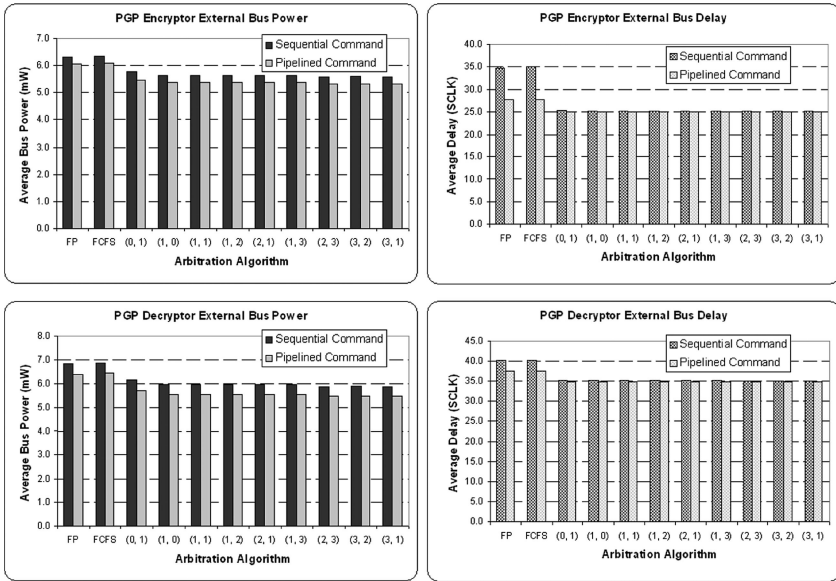 PGP Encryptor External Bus Power
Average Bus Power (mW)
7.0
6.0
5.0
4.0
3.0
2.0
1.0
0.0
Sequential Command
Pipelined Command
FP FCFS (0, 1) (1, 0) (1, 1) (1, 2) (2, 1) (1, 3) (2, 3) (3, 2) (3, 1)
Arbitration Algorithm
PGP Encryptor External Bus Delay
Average Delay (SCLK)
40.0
35.0
30.0
25.0
20.0
15.0
10.0
5.0
0.0
Sequential Command
Pipelined Command
FP FCFS (0, 1) (1, 0) (1, 1) (1, 2) (2, 1) (1, 3) (2, 3) (3, 2) (3, 1)
Arbitration Algorithm
PGP Decryptor External Bus Power
Average Bus Power (mW)
8.0
7.0
6.0
5.0
4.0
3.0
2.0
1.0
0.0
Sequential Command
Pipelined Command
FP FCFS (0, 1) (1, 0) (1, 1) (1, 2) (2, 1) (1, 3) (2, 3) (3, 2) (3, 1)
Arbitration Algorithm
PGP Decryptor External Bus Delay
Average Delay (SCLK)
45.0
40.0
35.0
30.0
25.0
20.0
15.0
10.0
5.0
0.0
Sequential Command
Pipelined Command
FP FCFS (0, 1) (1, 0) (1, 1) (1, 2) (2, 1) (1, 3) (2, 3) (3, 2) (3, 1)
Arbitration Algorithm